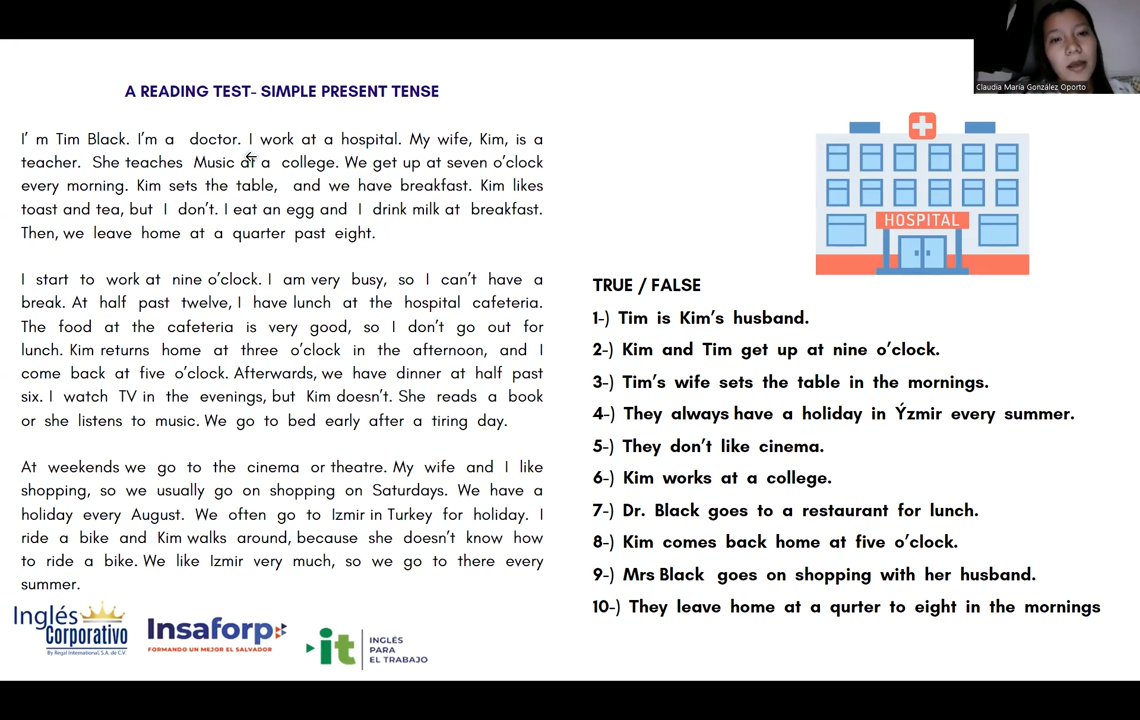 Claudia María González Oporto
A READING TEST- SIMPLE PRESENT TENSE
I' m Tim Black. I'm a doctor. I work at a hospital. My wife, Kim, is a
teacher. She teaches Music at a college. We get up at seven o'clock
every morning. Kim sets the table, and we have breakfast. Kim likes
toast and tea, but I don't. I eat an egg and I drink milk at breakfast.
Then, we leave home at a quarter past eight.
I start to work at nine o'clock. I am very busy, so I can't have a
break. At half past twelve, I have lunch at the hospital cafeteria.
The food at the cafeteria is very good, so I don't go out for
lunch. Kim returns home at three o'clock in the afternoon, and I
come back at five o'clock. Afterwards, we have dinner at half past
six. I watch TV in the evenings, but Kim doesn't. She reads a book
or she listens to music. We go to bed early after a tiring day.
At weekends we go to the cinema or theatre. My wife and I like
shopping, so we usually go on shopping on Saturdays. We have a
holiday every August. We often go to Izmir in Turkey for holiday. I
ride a bike and Kim walks around, because she doesn't know how
to ride a bike. We like Izmir very much, so we go to there every
summer.
HOSPITAL
TRUE / FALSE
1-) Tim is Kim's husband.
2-) Kim and Tim get up at nine o'clock.
3-) Tim's wife sets the table in the mornings.
4-) They always have a holiday in Ýzmir every summer.
5-) They don't like cinema.
6-) Kim works at a college.
7-) Dr. Black goes to a restaurant for lunch.
8-) Kim comes back home at five o'clock.
9-) Mrs Black goes on shopping with her husband.
10-) They leave home at a qurter to eight in the mornings
Inglés
Corporativo
By Regal International, S.A. de C.V.
Insaforp
FORMANDO UN MEJOR EL SALVADOR
it
INGLÉS
PARA
EL TRABAJO